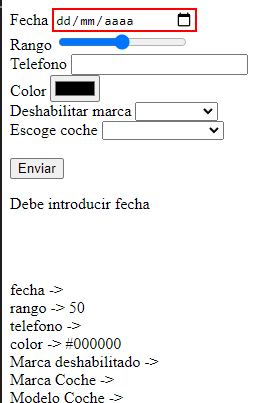 Fecha dd/mm/aaaa
Rango
Telefono
Color
Deshabilitar marca
Escoge coche
Enviar
Debe introducir fecha
fecha ->
rango -> 50
telefono ->
color -> #000000
Marca deshabilitado ->
Marca Coche ->
Modelo Coche ->